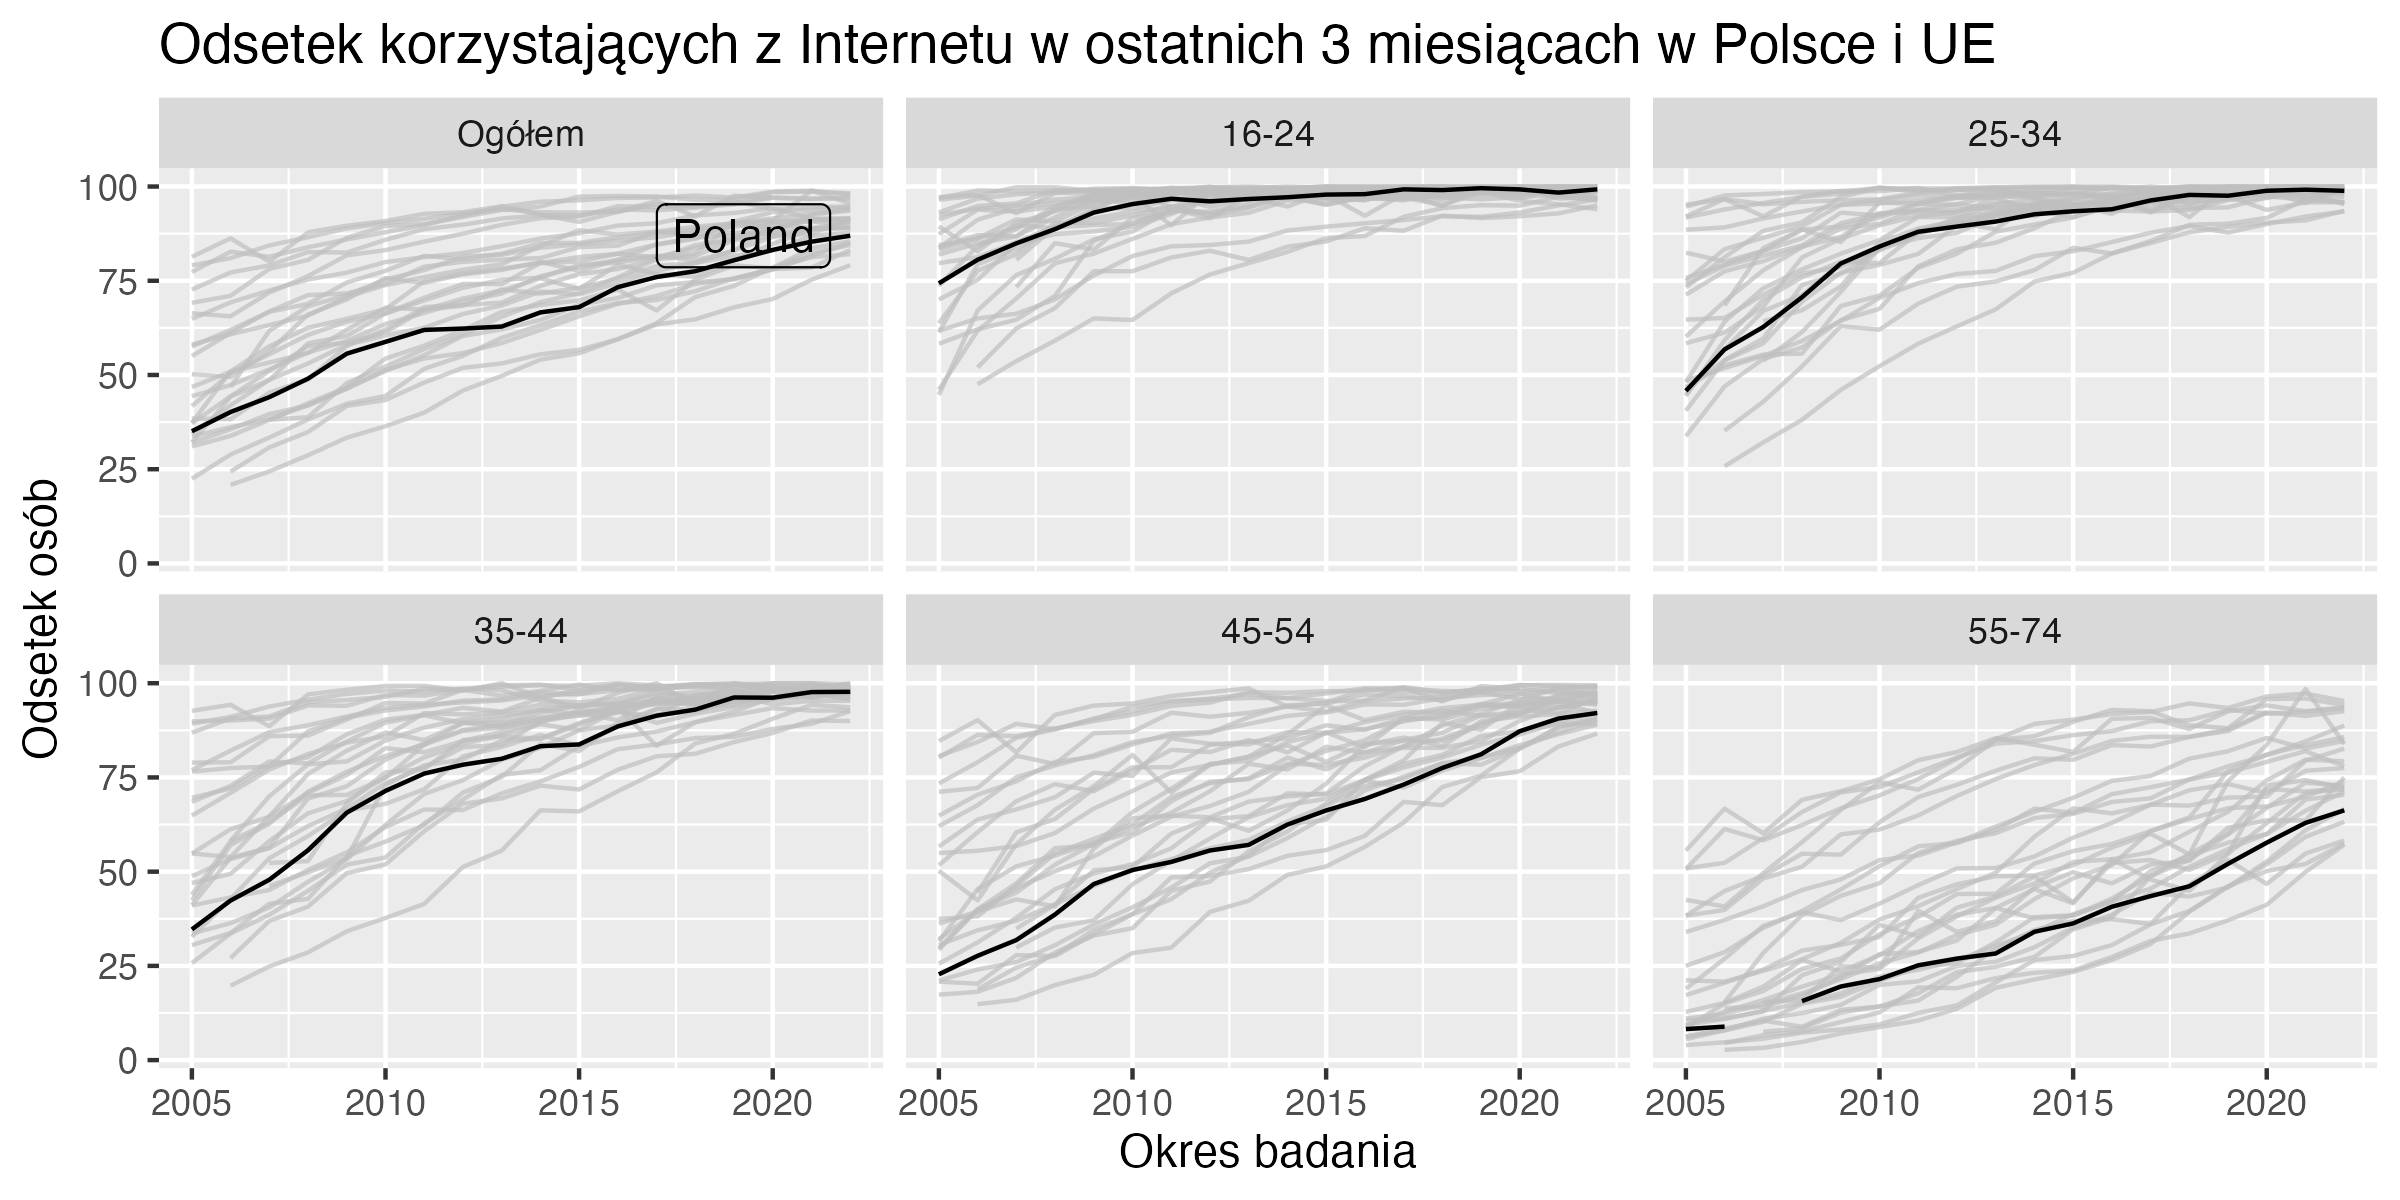 Odsetek korzystających z Internetu w ostatnich 3 miesiącach w Polsce i UE
Ogółem
16-24
25-34
100
75
50
25
0
Poland
Odsetek osób
35-44
45-54
55-74
100
75
50
25
0
2005 2010 2015 2020
2005 2010 2015 2020
2005 2010 2015 2020
Okres badania